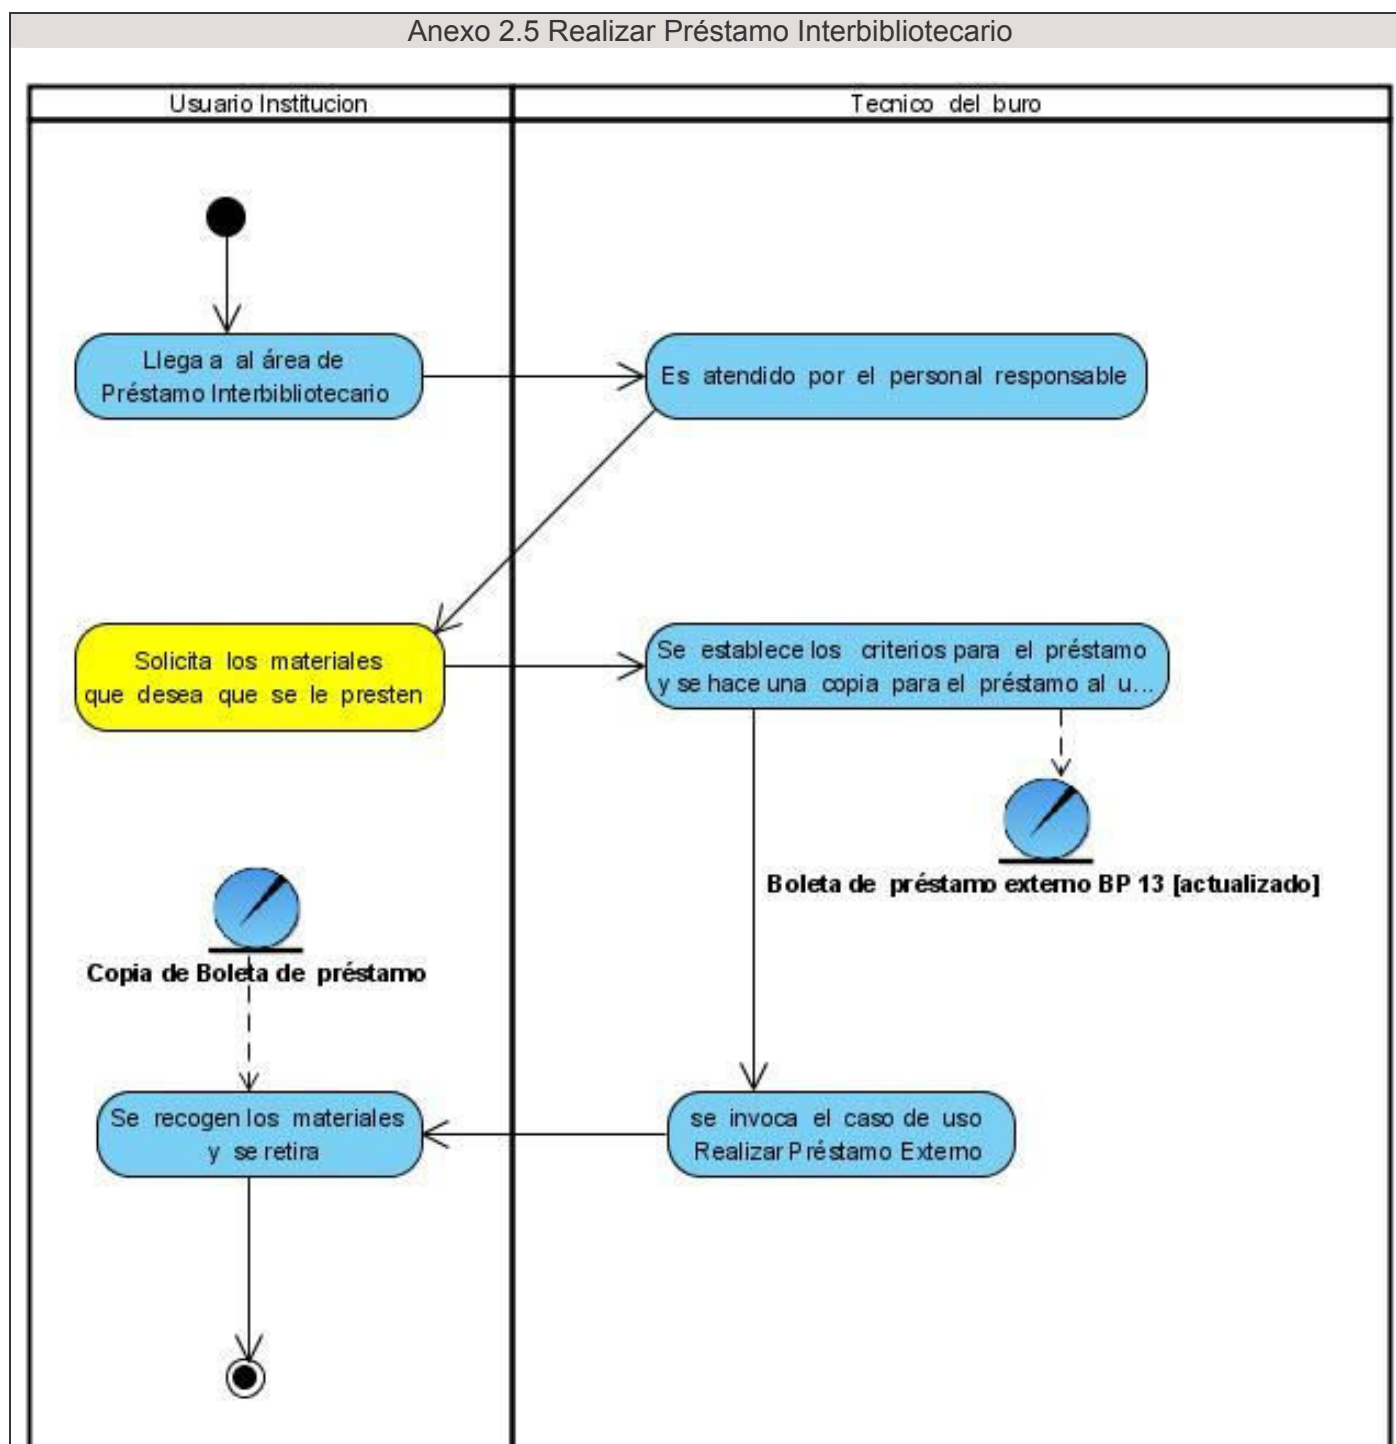 Anexo 2.5 Realizar Préstamo Interbibliotecario
Usuario Institucion
Tecnico del buro
Llega a al área de
Préstamo Interbibliotecario
Es atendido por el personal responsable
Solicita los materiales
que desea que se le presten
Se establece los criterios para el préstamo
y se hace una copia para el préstamo al u...
Boleta de préstamo externo BP 13 [actualizado]
Copia de Boleta de préstamo
Se recogen los materiales
y se retira
se invoca el caso de uso
Realizar Préstamo Externo